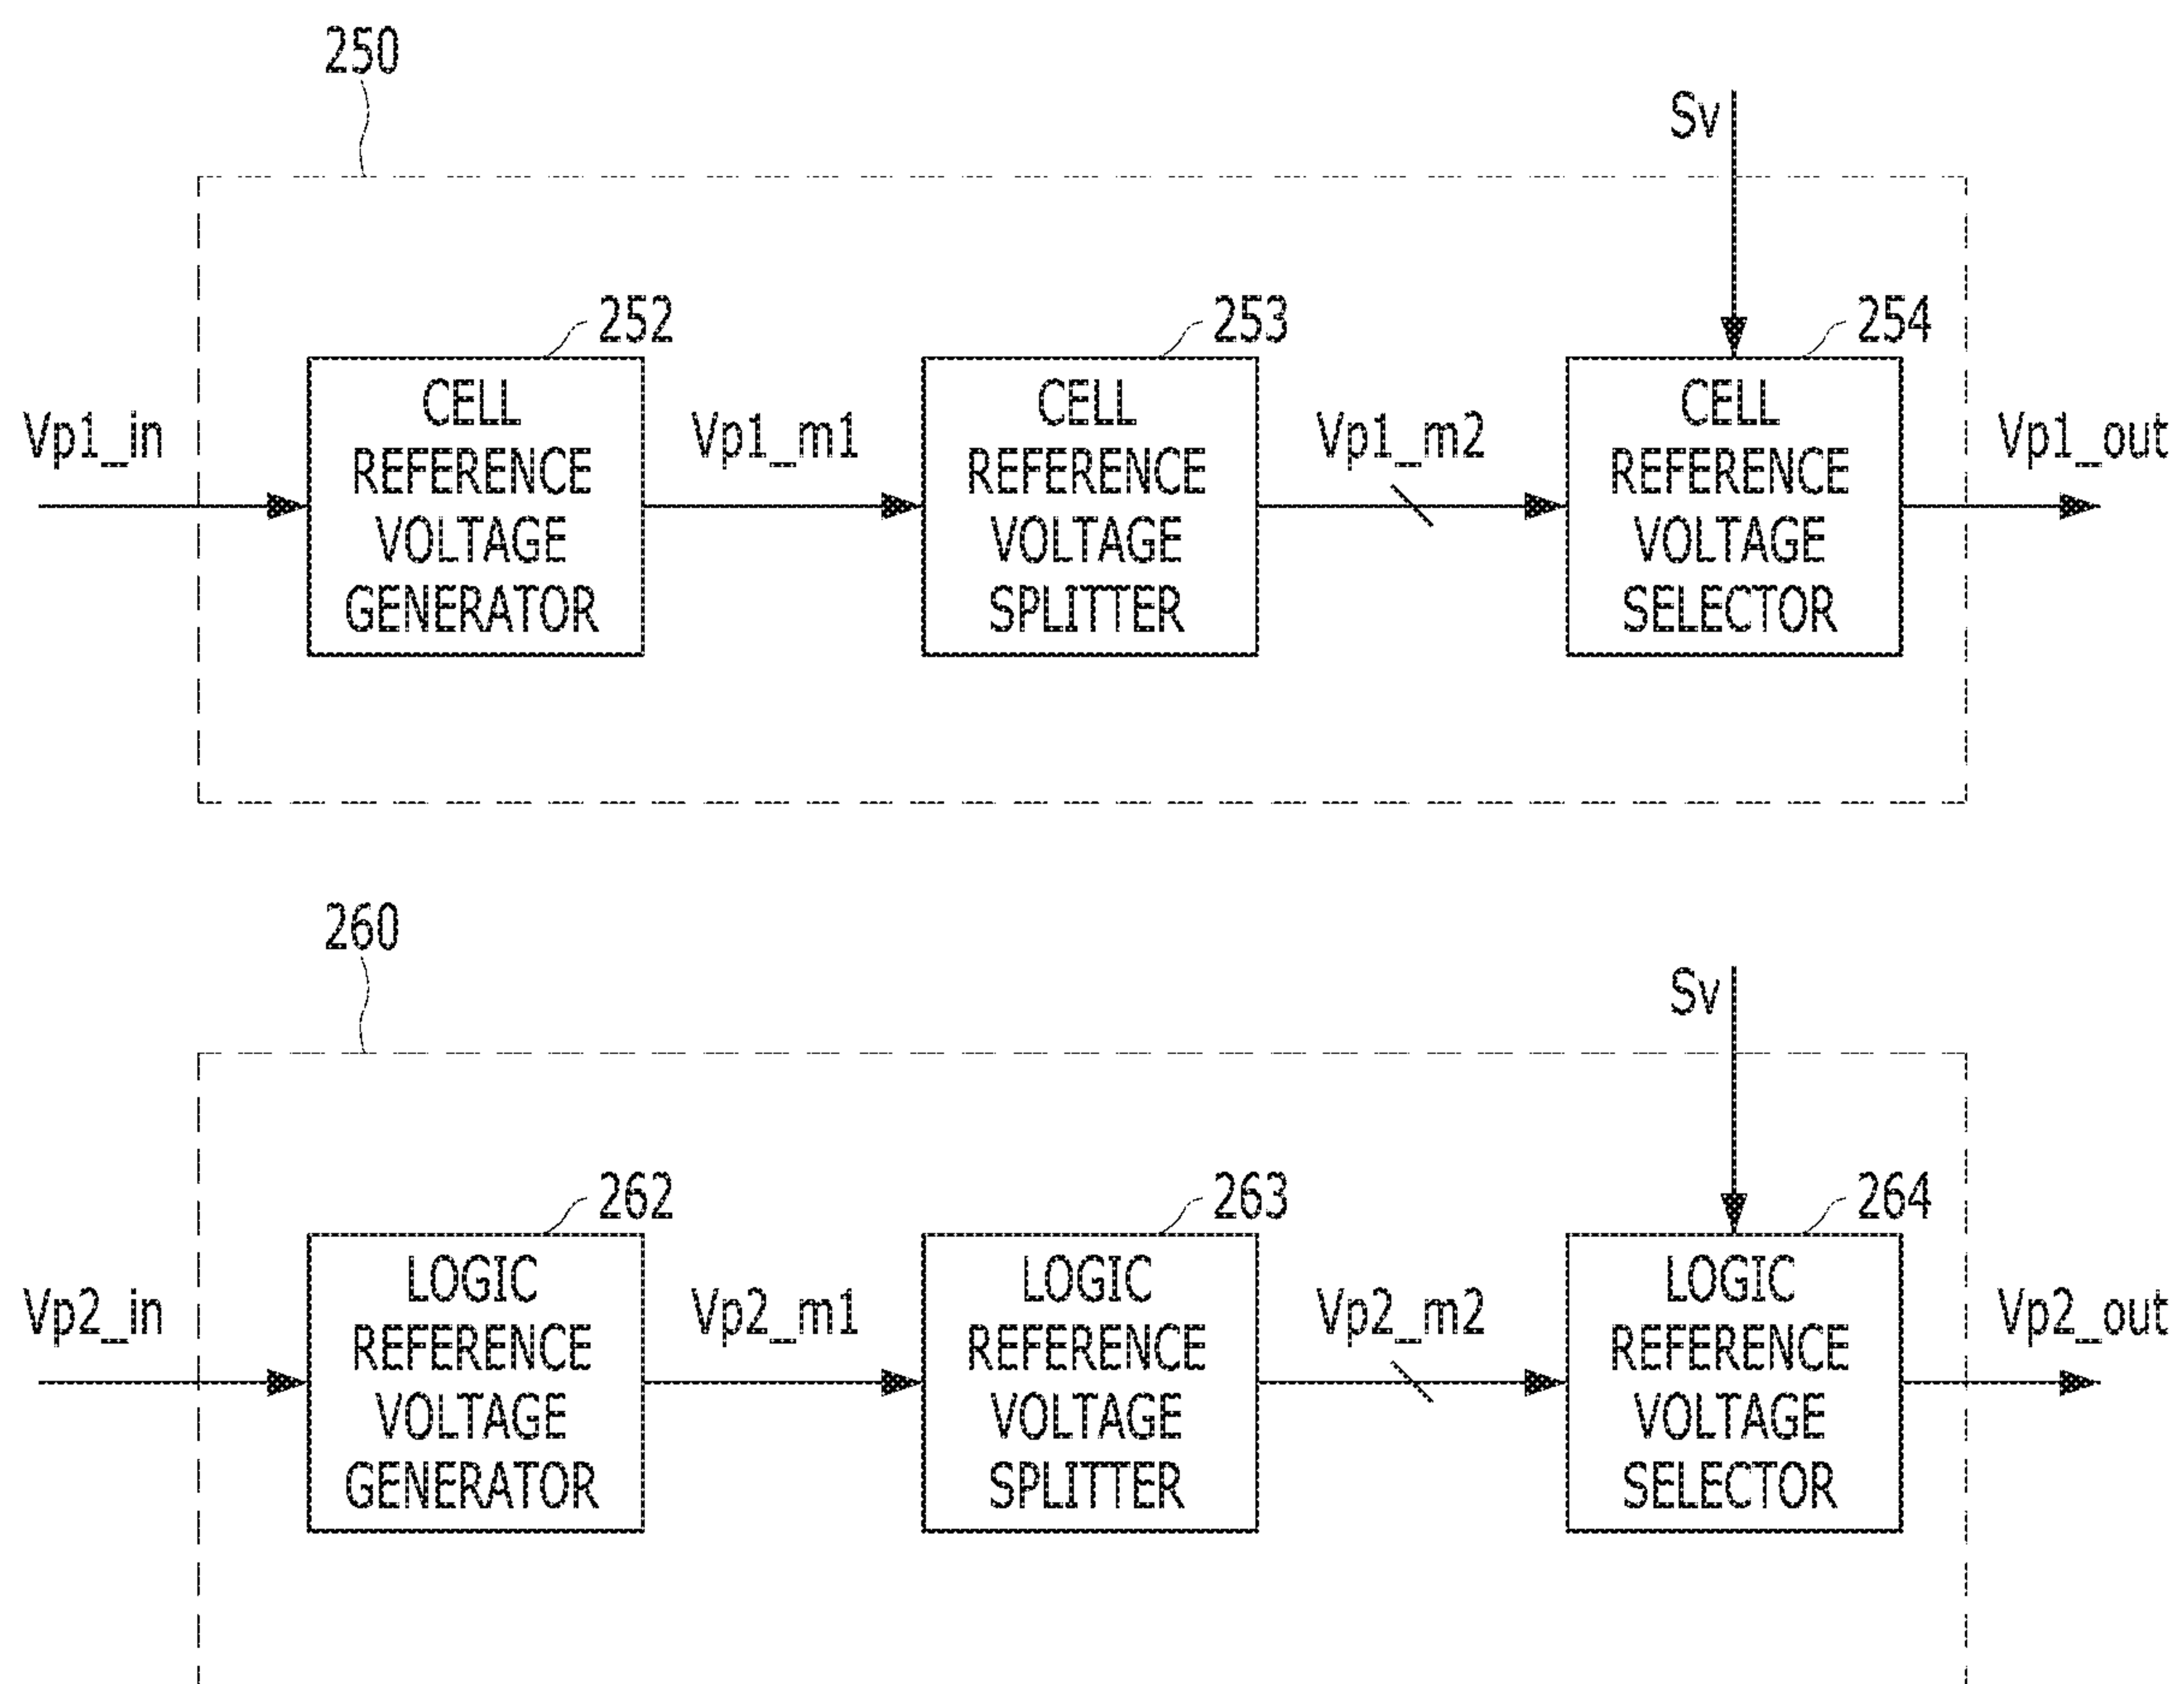 250
Sv
252
253
254
Vp1_in
CELL
REFERENCE
VOLTAGE
GENERATOR
Vp1_m1
CELL
REFERENCE
VOLTAGE
SPLITTER
Vp1_m2
CELL
REFERENCE
VOLTAGE
SELECTOR
Vp1_out
260
Sv
262
263
264
Vp2_in
LOGIC
REFERENCE
VOLTAGE
GENERATOR
Vp2_m1
LOGIC
REFERENCE
VOLTAGE
SPLITTER
Vp2_m2
LOGIC
REFERENCE
VOLTAGE
SELECTOR
Vp2_out